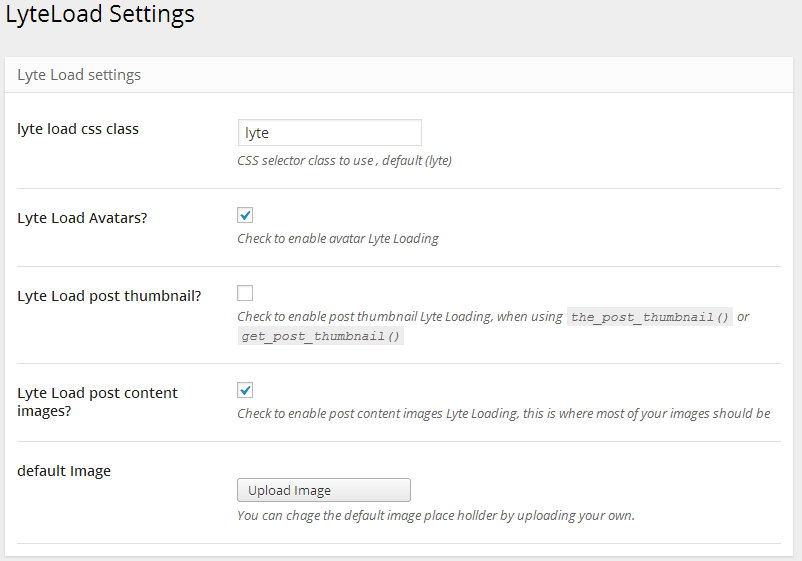 LyteLoad Settings
Lyte Load settings
lyte load css class
lyte
CSS selector class to use , default (lyte)
Lyte Load Avatars?
Check to enable avatar Lyte Loading
Lyte Load post thumbnail?
Check to enable post thumbnail Lyte Loading, when using the_post_thumbnail() or
get_post_thumbnail()
Lyte Load post content
images?
Check to enable post content images Lyte Loading, this is where most of your images should be
default Image
Upload Image
You can chage the default image place hollder by uploading your own.